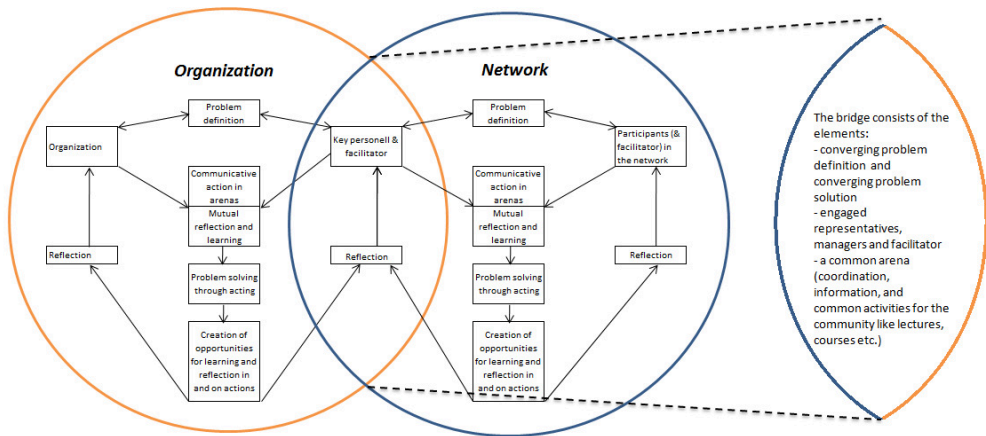 Organization
Network
Problem
definition
Problem
definition
Organization
Key personell &
facilitator
Participants (&
facilitator) in
the network
Communicative
action in
arenas
Mutual
reflection and
learning
Communicative
action in
arenas
Mutual
reflection and
learning
Reflection
Reflection
Reflection
Problem solving
through acting
Problem solving
through acting
Creation of
opportunities
for learning and
reflection in
and on actions
Creation of
opportunities
for learning and
reflection in
and on actions
The bridge consists of the
elements:
- converging problem
definition and
converging problem
solution
- engaged
representatives,
managers and facilitator
- a common arena
(coordination,
information, and
common activities for the
community like lectures,
courses etc.)